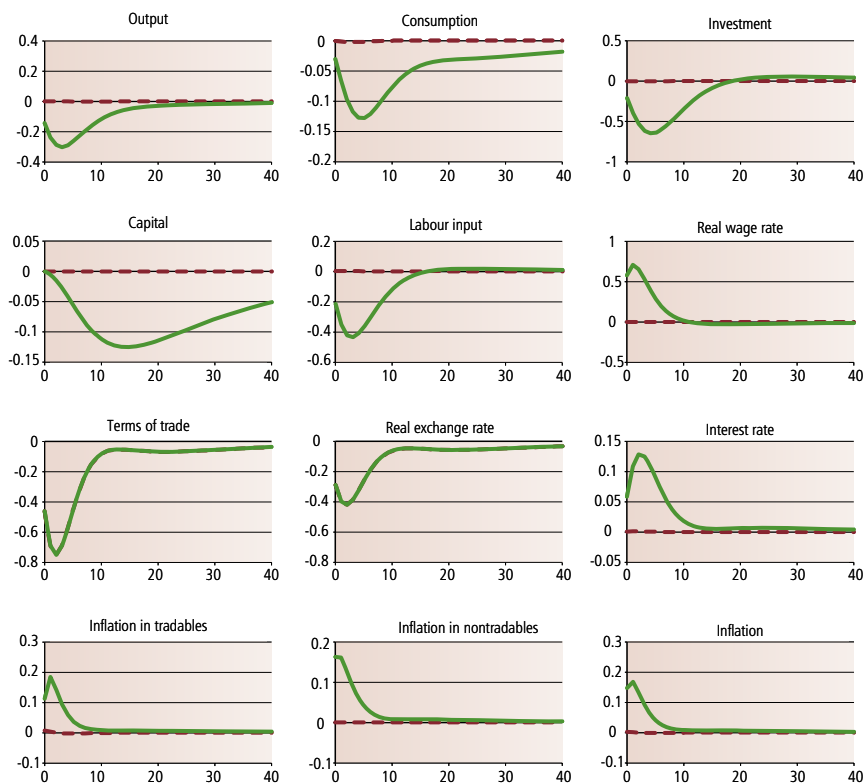 Output
0.4
0.2
0
-0.2
-0.4
0 10 20 30 40
Consumption
0
-0.05
-0.1
-0.15
-0.2
0 10 20 30 40
Investment
0.5
0
-0.5
-1
0 10 20 30 40
Capital
0.05
0
-0.05
-0.1
-0.15
0 10 20 30 40
Labour input
0.2
0
-0.2
-0.4
-0.6
0 10 20 30 40
Real wage rate
1
0.5
0
-0.5
0 10 20 30 40
Terms of trade
0
-0.2
-0.4
-0.6
-0.8
0 10 20 30 40
Real exchange rate
0
-0.2
-0.4
-0.6
-0.8
0 10 20 30 40
Interest rate
0.15
0.1
0.05
0
-0.05
0 10 20 30 40
Inflation in tradables
0.3
0.2
0.1
0
-0.1
0 10 20 30 40
Inflation in nontradables
0.2
0.1
0
-0.1
0 10 20 30 40
Inflation
0.3
0.2
0.1
0
-0.1
0 10 20 30 40